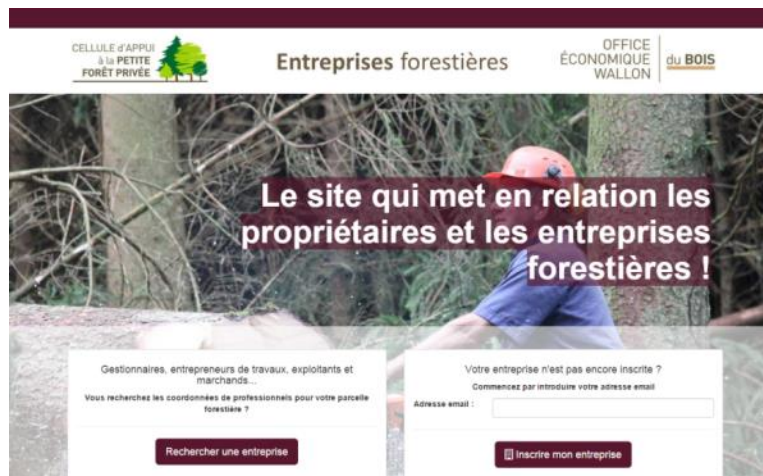 CELLULE d'APPUI
à la PETITE
FORÊT PRIVÉE
Entreprises forestières
OFFICE
ÉCONOMIQUE
WALLON
du BOIS
Le site qui met en relation les
propriétaires et les entreprises
forestières !
Gestionnaires, entrepreneurs de travaux, exploitants et
marchands...
Vous recherchez les coordonnées de professionnels pour votre parcelle
forestière ?
Rechercher une entreprise
Votre entreprise n'est pas encore inscrite ?
Commencez par introduire votre adresse email
Adresse email :
Inscrire mon entreprise